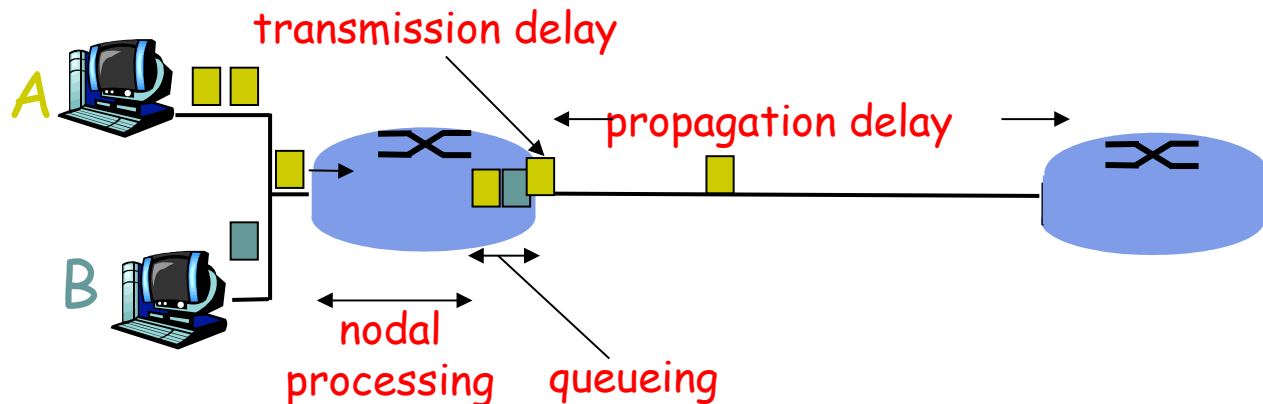 transmission delay
A
propagation delay
B
nodal
processing
queueing